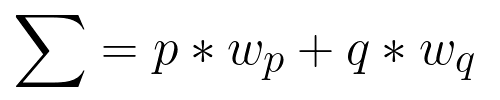 ∑ = p * w_p + q * w_q